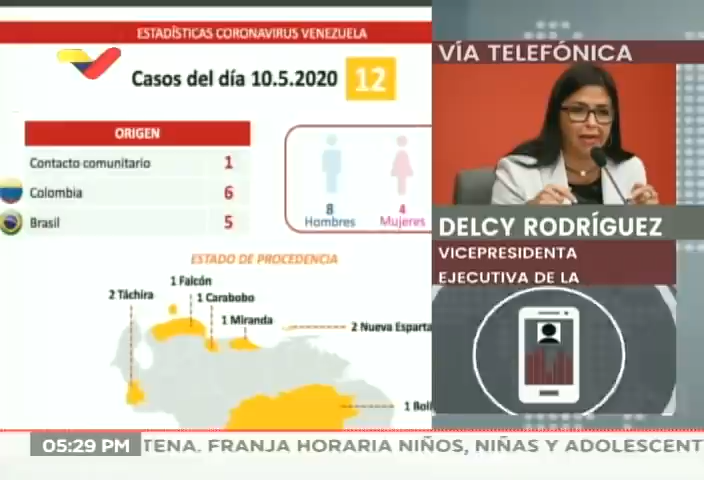 ESTADÍSTICAS CORONAVIRUS VENEZUELA
Casos del día 10.5.2020 12
ORIGEN
Contacto comunitario 1
Colombia 6
Brasil 5
8
Hombres
4
Mujeres
ESTADO DE PROCEDENCIA
1 Falcón
2 Táchira
1 Carabobo
1 Miranda
2 Nueva Esparta
1 Bolí
VÍA TELEFÓNICA
DELCY RODRÍGUEZ
VICEPRESIDENTA
EJECUTIVA DE LA
05:29 PM TENA. FRANJA HORARIA NIÑOS, NIÑAS Y ADOLESCENT